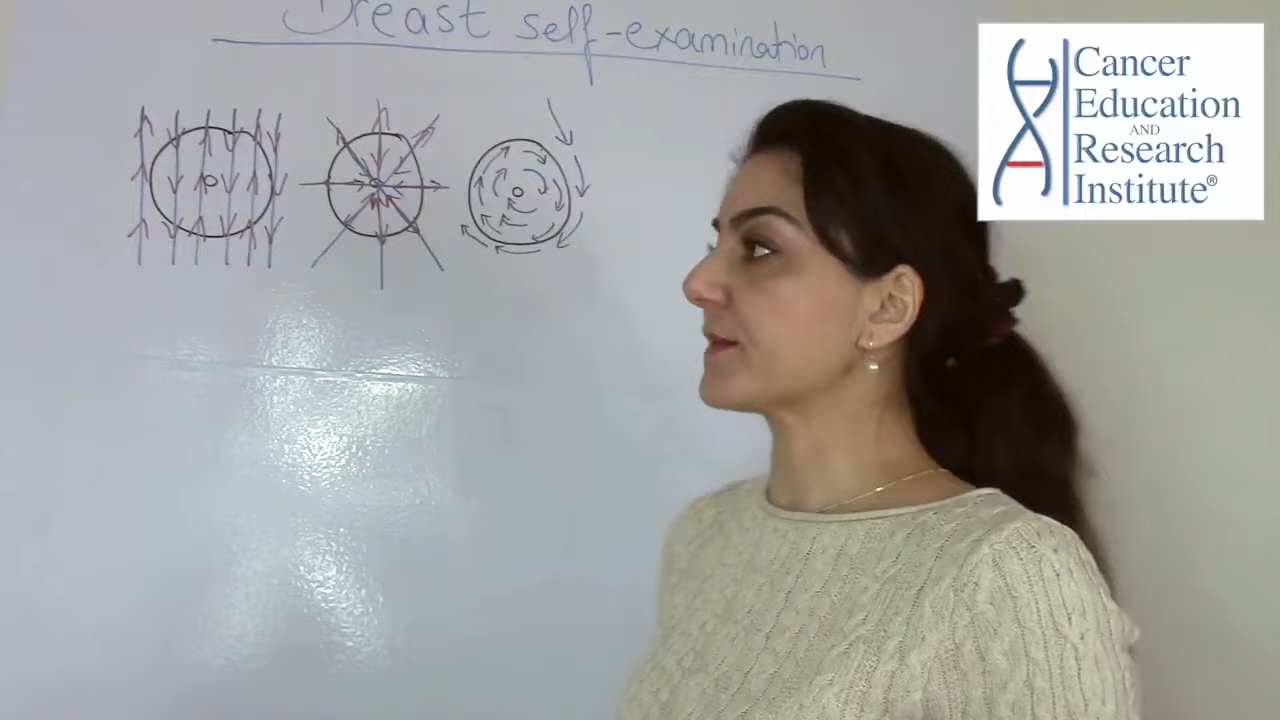 Breast self-examination
Cancer
Education
AND
Research
Institute®